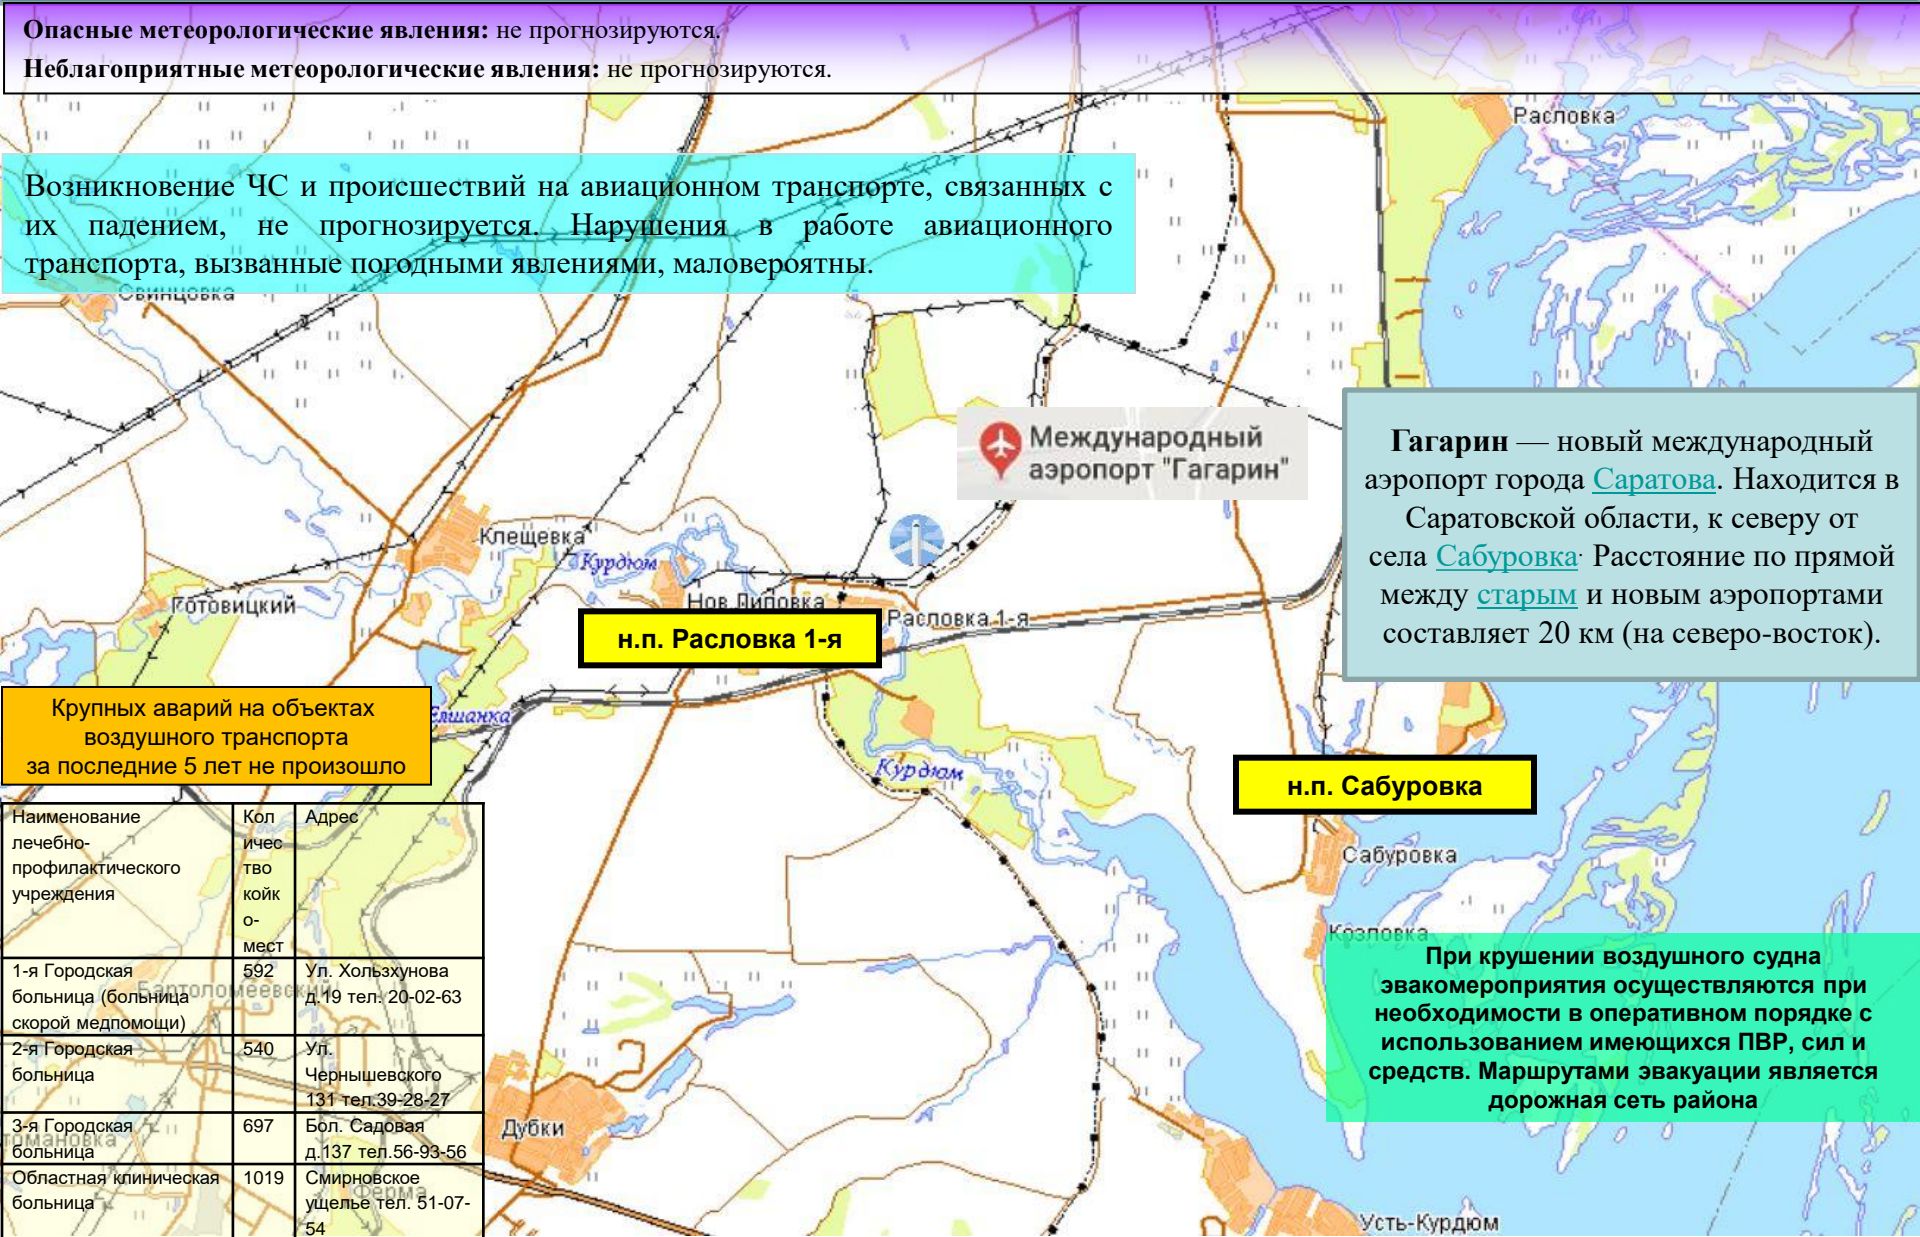 Опасные метеорологические явления: не прогнозируются.
Неблагоприятные метеорологические явления: не прогнозируются.
Расловка
Возникновение ЧС и происшествий на авиационном транспорте, связанных с
их падением, не прогнозируется. Нарушения в работе авиационного
транспорта, вызванные погодными явлениями, маловероятны.
Свинцовка
Международный
аэропорт "Гагарин"
Гагарин — новый международный
аэропорт города Саратова. Находится в
Саратовской области, к северу от
села Сабуровка. Расстояние по прямой
между старым и новым аэропортами
составляет 20 км (на северо-восток).
Клещевка
Курдюм
Готовицкий
Нов.Липовка
Расловка 1-я
н.п. Расловка 1-я
Елшанка
Крупных аварий на объектах
воздушного транспорта
за последние 5 лет не произошло
Курдюм
н.п. Сабуровка
Сабуровка
Козловка
Наименование
лечебно-
профилактического
учреждения
Кол
ичес
тво
койк
о-
мест
Адрес
1-я Городская
больница (больница
скорой медпомощи)
592
Ул. Хользхунова
д.19 тел. 20-02-63
Бартоломеевский
2-я Городская
больница
540
Ул.
Чернышевского
131 тел.39-28-27
3-я Городская
больница
697
Бол. Садовая
д.137 тел.56-93-56
Областная клиническая
больница
1019
Смирновское
ущелье тел. 51-07-
54
Ферма
Дубки
При крушении воздушного судна
эвакомероприятия осуществляются при
необходимости в оперативном порядке с
использованием имеющихся ПВР, сил и
средств. Маршрутами эвакуации является
дорожная сеть района
Усть-Курдюм